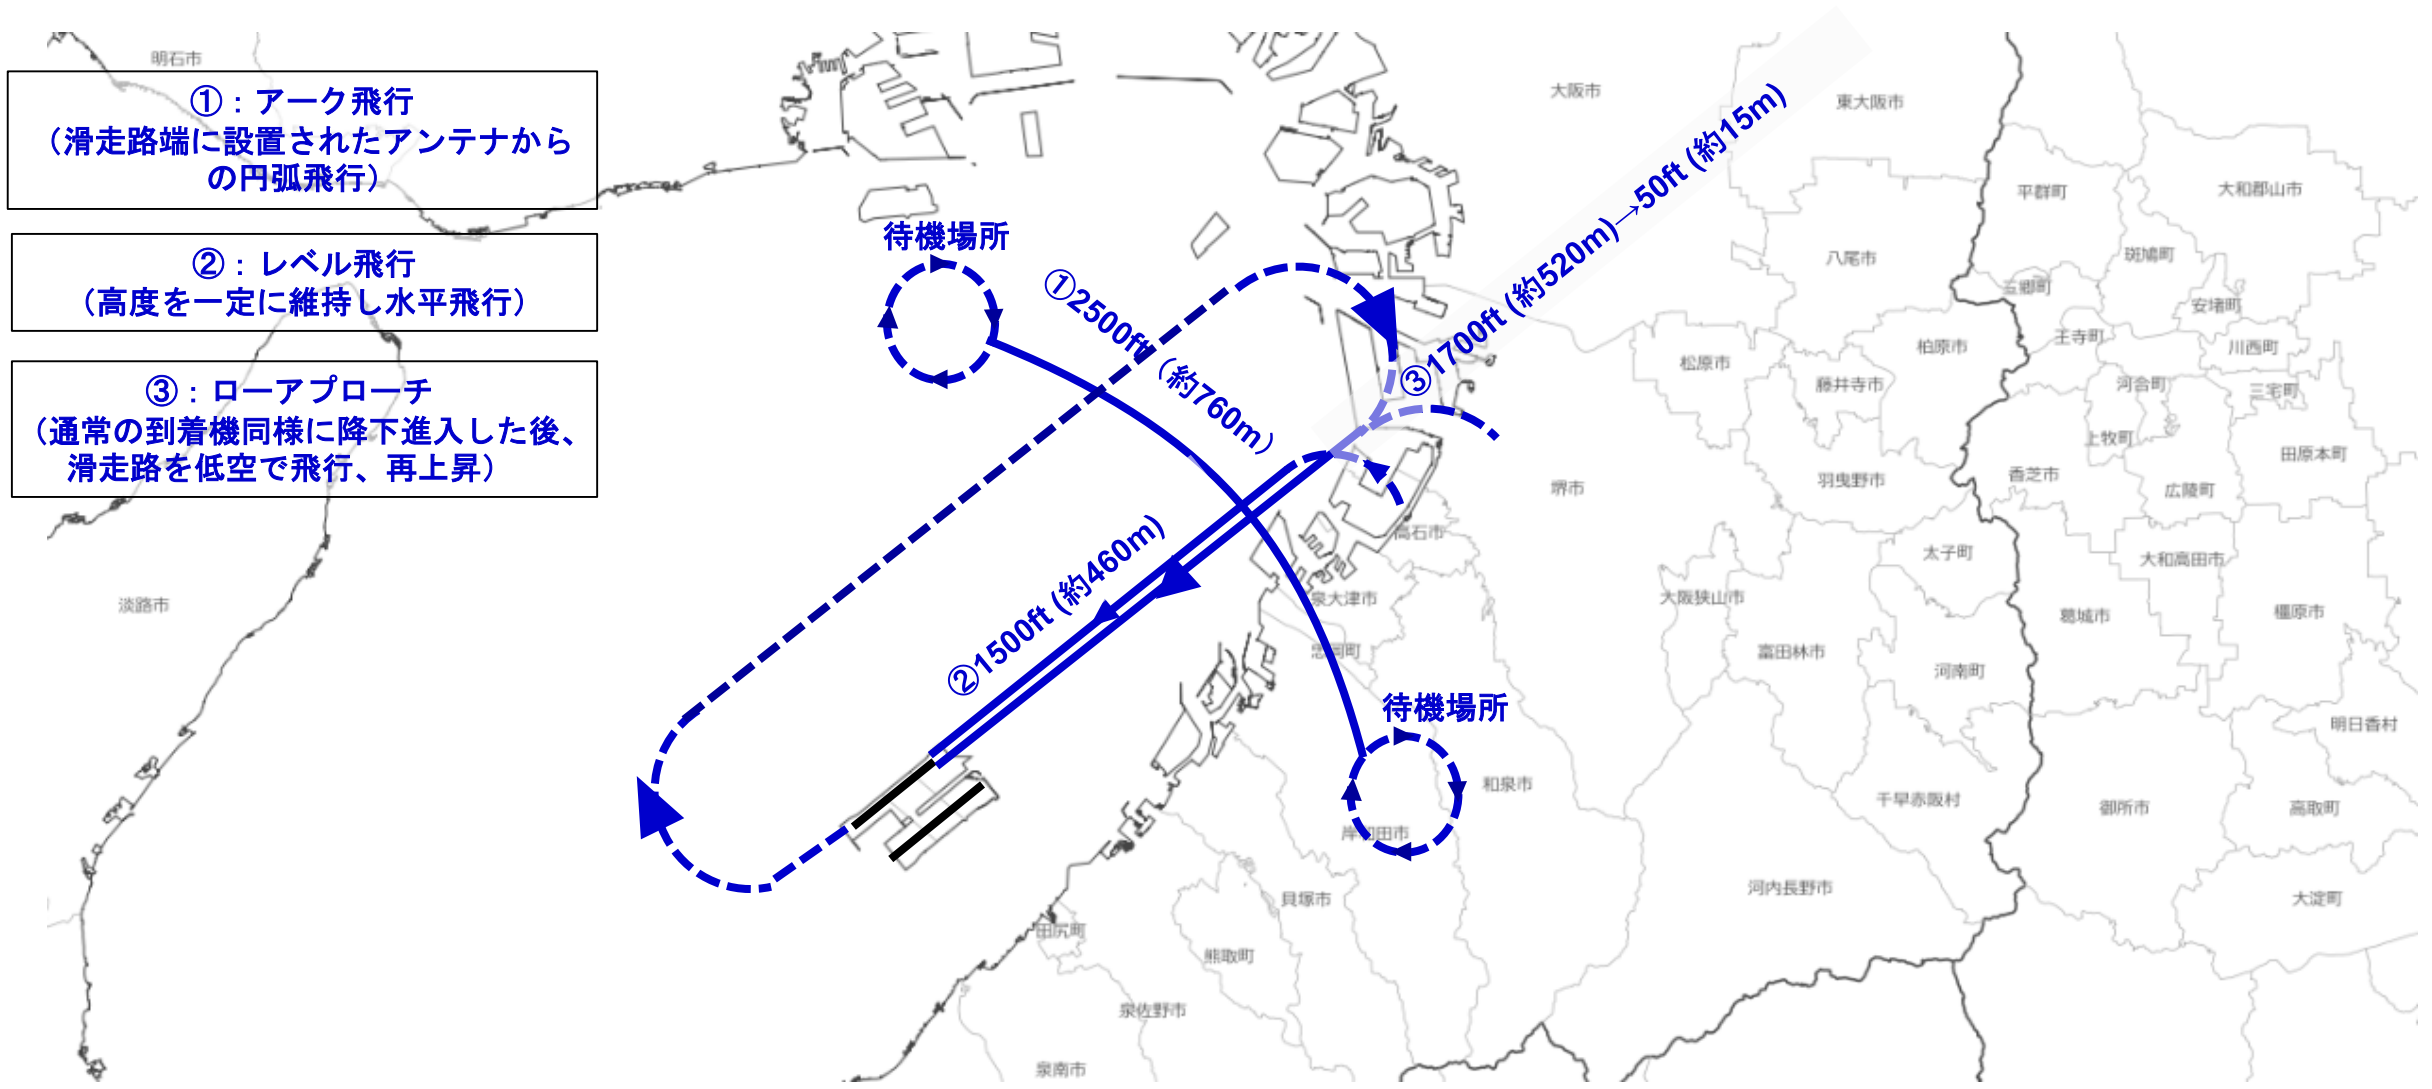 明石市
①：アーク飛行
（滑走路端に設置されたアンテナから
の円弧飛行）
②：レベル飛行
（高度を一定に維持し水平飛行）
③：ローアプローチ
（通常の到着機同様に降下進入した後、
滑走路を低空で飛行、再上昇）
淡路市
待機場所
①2500ft（約760m）
②1500ft (約460m)
③1700ft (約520m)→50ft (約15m)
待機場所
大阪市
東大阪市
平群町
大和郡山市
八尾市
斑鳩町
三郷町
安堵町
松原市
柏原市
王寺町
川西町
藤井寺市
河合町
三宅町
上牧町
田原本町
堺市
羽曳野市
香芝市
広陵町
高石市
太子町
大和高田市
泉大津市
大阪狭山市
葛城市
橿原市
忠岡町
富田林市
河南町
明日香村
和泉市
千早赤阪村
御所市
高取町
岸和田市
河内長野市
大淀町
貝塚市
田尻町
熊取町
泉佐野市
泉南市